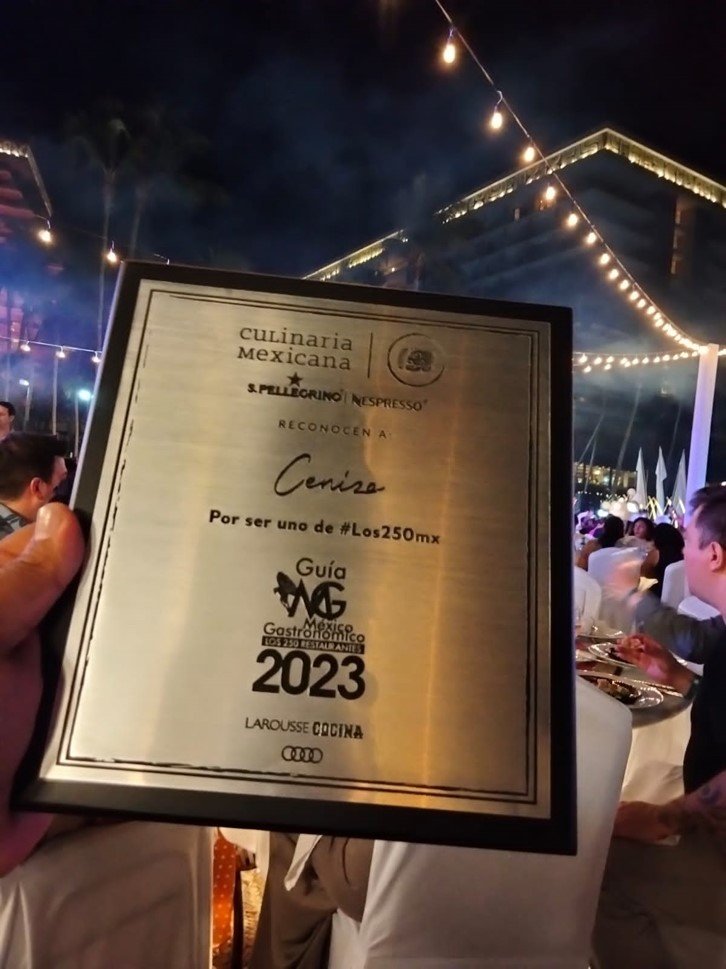 CULINARIA
MEXICANA
S.PELLEGRINO | NESPRESSO
RECONOCEN A:
Ceniza
Por ser uno de #Los250mx
Guía
MG
México
Gastronómico
LOS 250 RESTAURANTES
2023
LAROUSSE COCINA